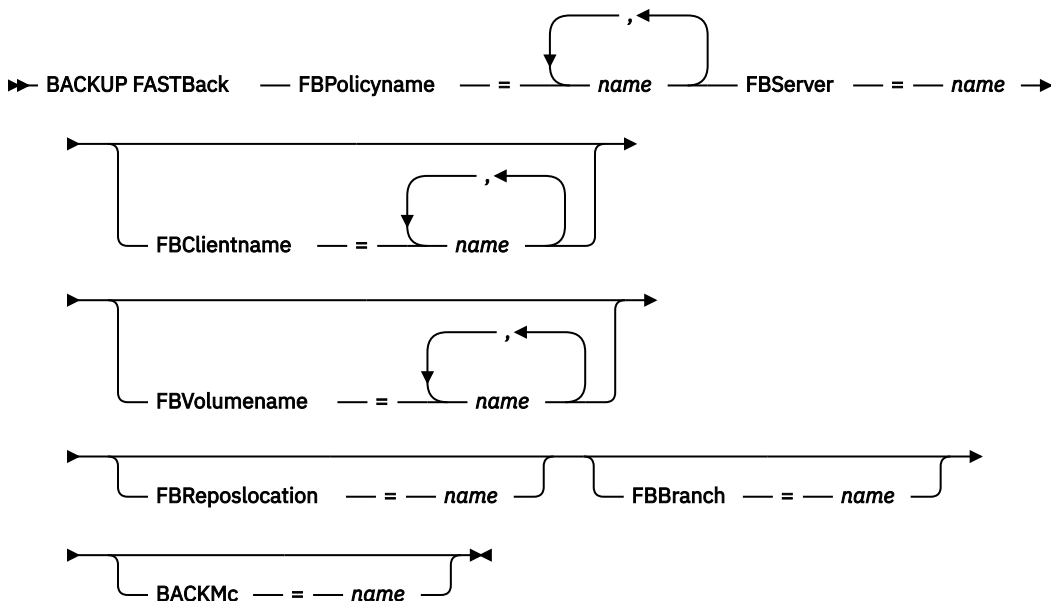 ,
BACKUP FASTBack FBPolicyname = name FBServer = name
,
FBClientname = name
,
FBVolumename = name
FBReposlocation = name FBBranch = name
BACKMc = name